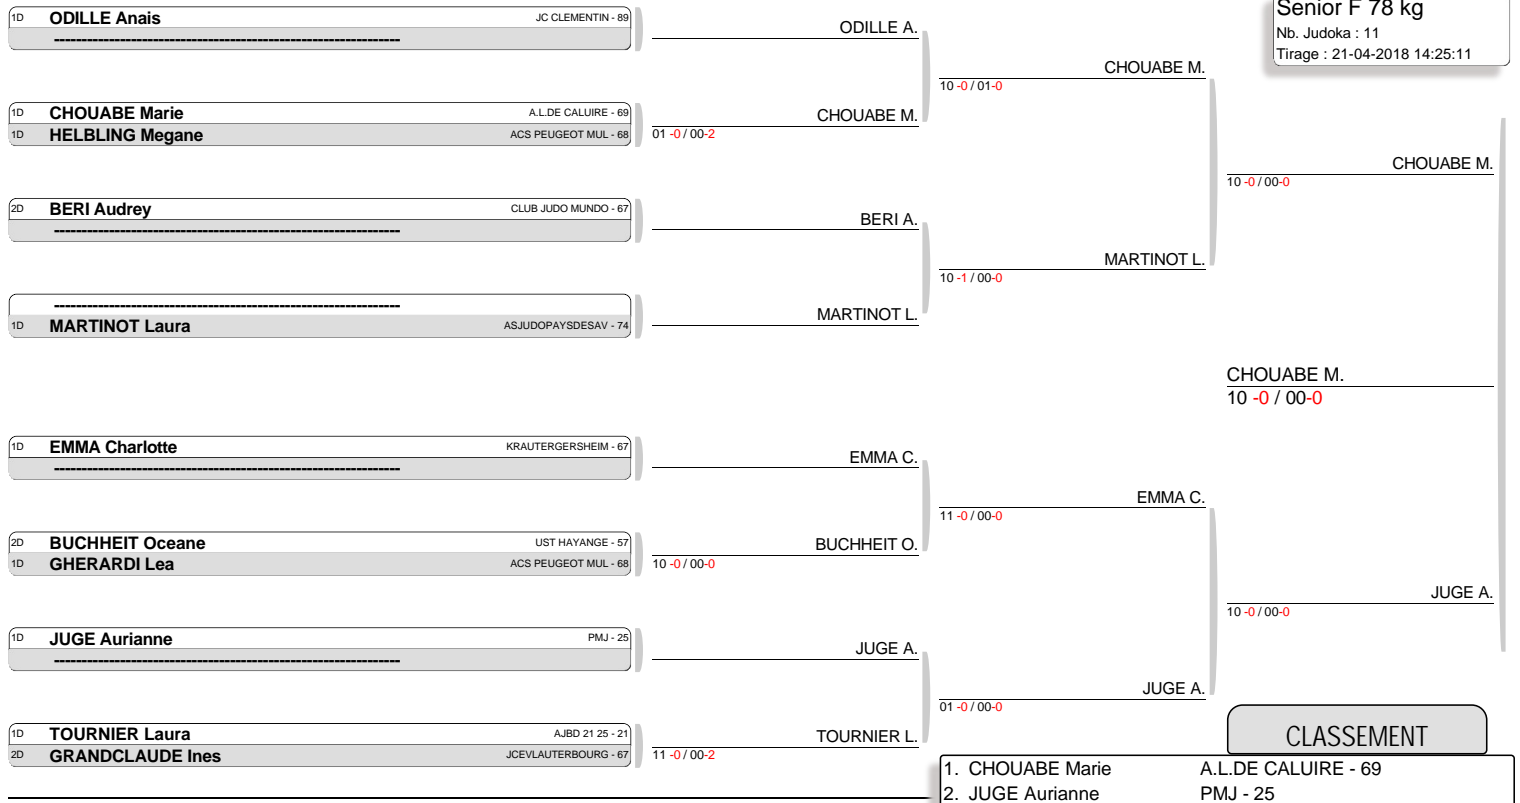 Senior F 78 kg
Nb. Judoka : 11
Tirage : 21-04-2018 14:25:11
1D ODILLE Anais JC CLEMENTIN - 89
----------------------------------------------------------------
1D CHOUABE Marie A.L.DE CALUIRE - 69
1D HELBLING Megane ACS PEUGEOT MUL - 68
2D BERI Audrey CLUB JUDO MUNDO - 67
----------------------------------------------------------------
----------------------------------------------------------------
1D MARTINOT Laura ASJUDOPAYSDESAV - 74
1D EMMA Charlotte KRAUTERGERSHEIM - 67
----------------------------------------------------------------
2D BUCHHEIT Oceane UST HAYANGE - 57
1D GHERARDI Lea ACS PEUGEOT MUL - 68
1D JUGE Aurianne PMJ - 25
----------------------------------------------------------------
1D TOURNIER Laura AJBD 21 25 - 21
2D GRANDCLAUDE Ines JCEVLAUTERBOURG - 67
ODILLE A.
CHOUABE M.
01 -0 / 00-2
BERI A.
MARTINOT L.
EMMA C.
BUCHHEIT O.
10 -0 / 00-0
JUGE A.
TOURNIER L.
11 -0 / 00-2
CHOUABE M.
10 -0 / 01-0
MARTINOT L.
10 -1 / 00-0
EMMA C.
11 -0 / 00-0
JUGE A.
01 -0 / 00-0
CHOUABE M.
10 -0 / 00-0
CHOUABE M.
10 -0 / 00-0
JUGE A.
10 -0 / 00-0
CLASSEMENT
1. CHOUABE Marie A.L.DE CALUIRE - 69
2. JUGE Aurianne PMJ - 25